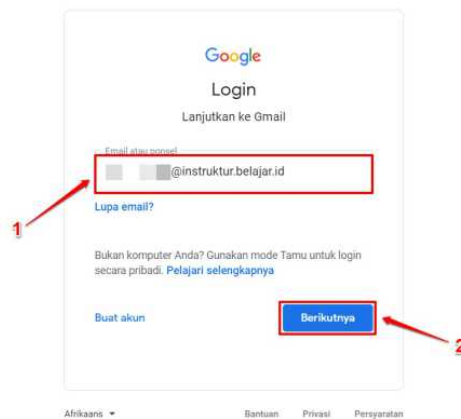 Google
Login
Lanjutkan ke Gmail
Email atau ponsel
@instruktur.belajar.id
1
Lupa email?
Bukan komputer Anda? Gunakan mode Tamu untuk login
secara pribadi. Pelajari selengkapnya
Buat akun
Berikutnya
2
Afrikaans
Bantuan
Privasi
Persyaratan